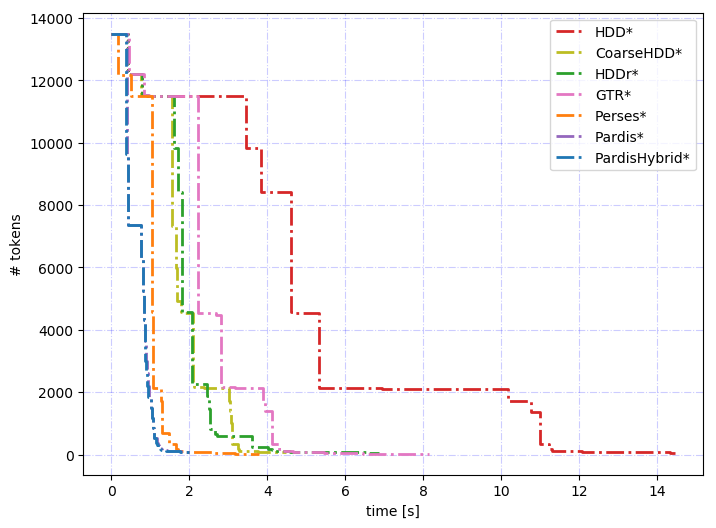 14000
12000
10000
8000
6000
4000
2000
0
# tokens
HDD*
CoarseHDD*
HDDr*
GTR*
Perses*
Pardis*
PardisHybrid*
0 2 4 6 8 10 12 14
time [s]